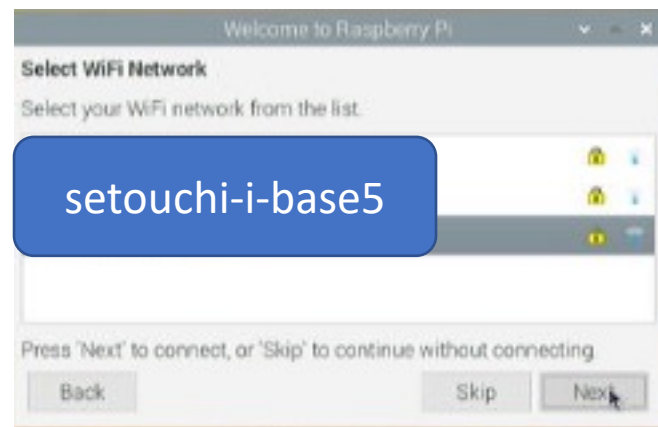 Welcome to Raspberry Pi
Select WiFi Network
Select your WiFi network from the list.
setouchi-i-base5
Press 'Next' to connect, or 'Skip' to continue without connecting
Back
Skip
Next